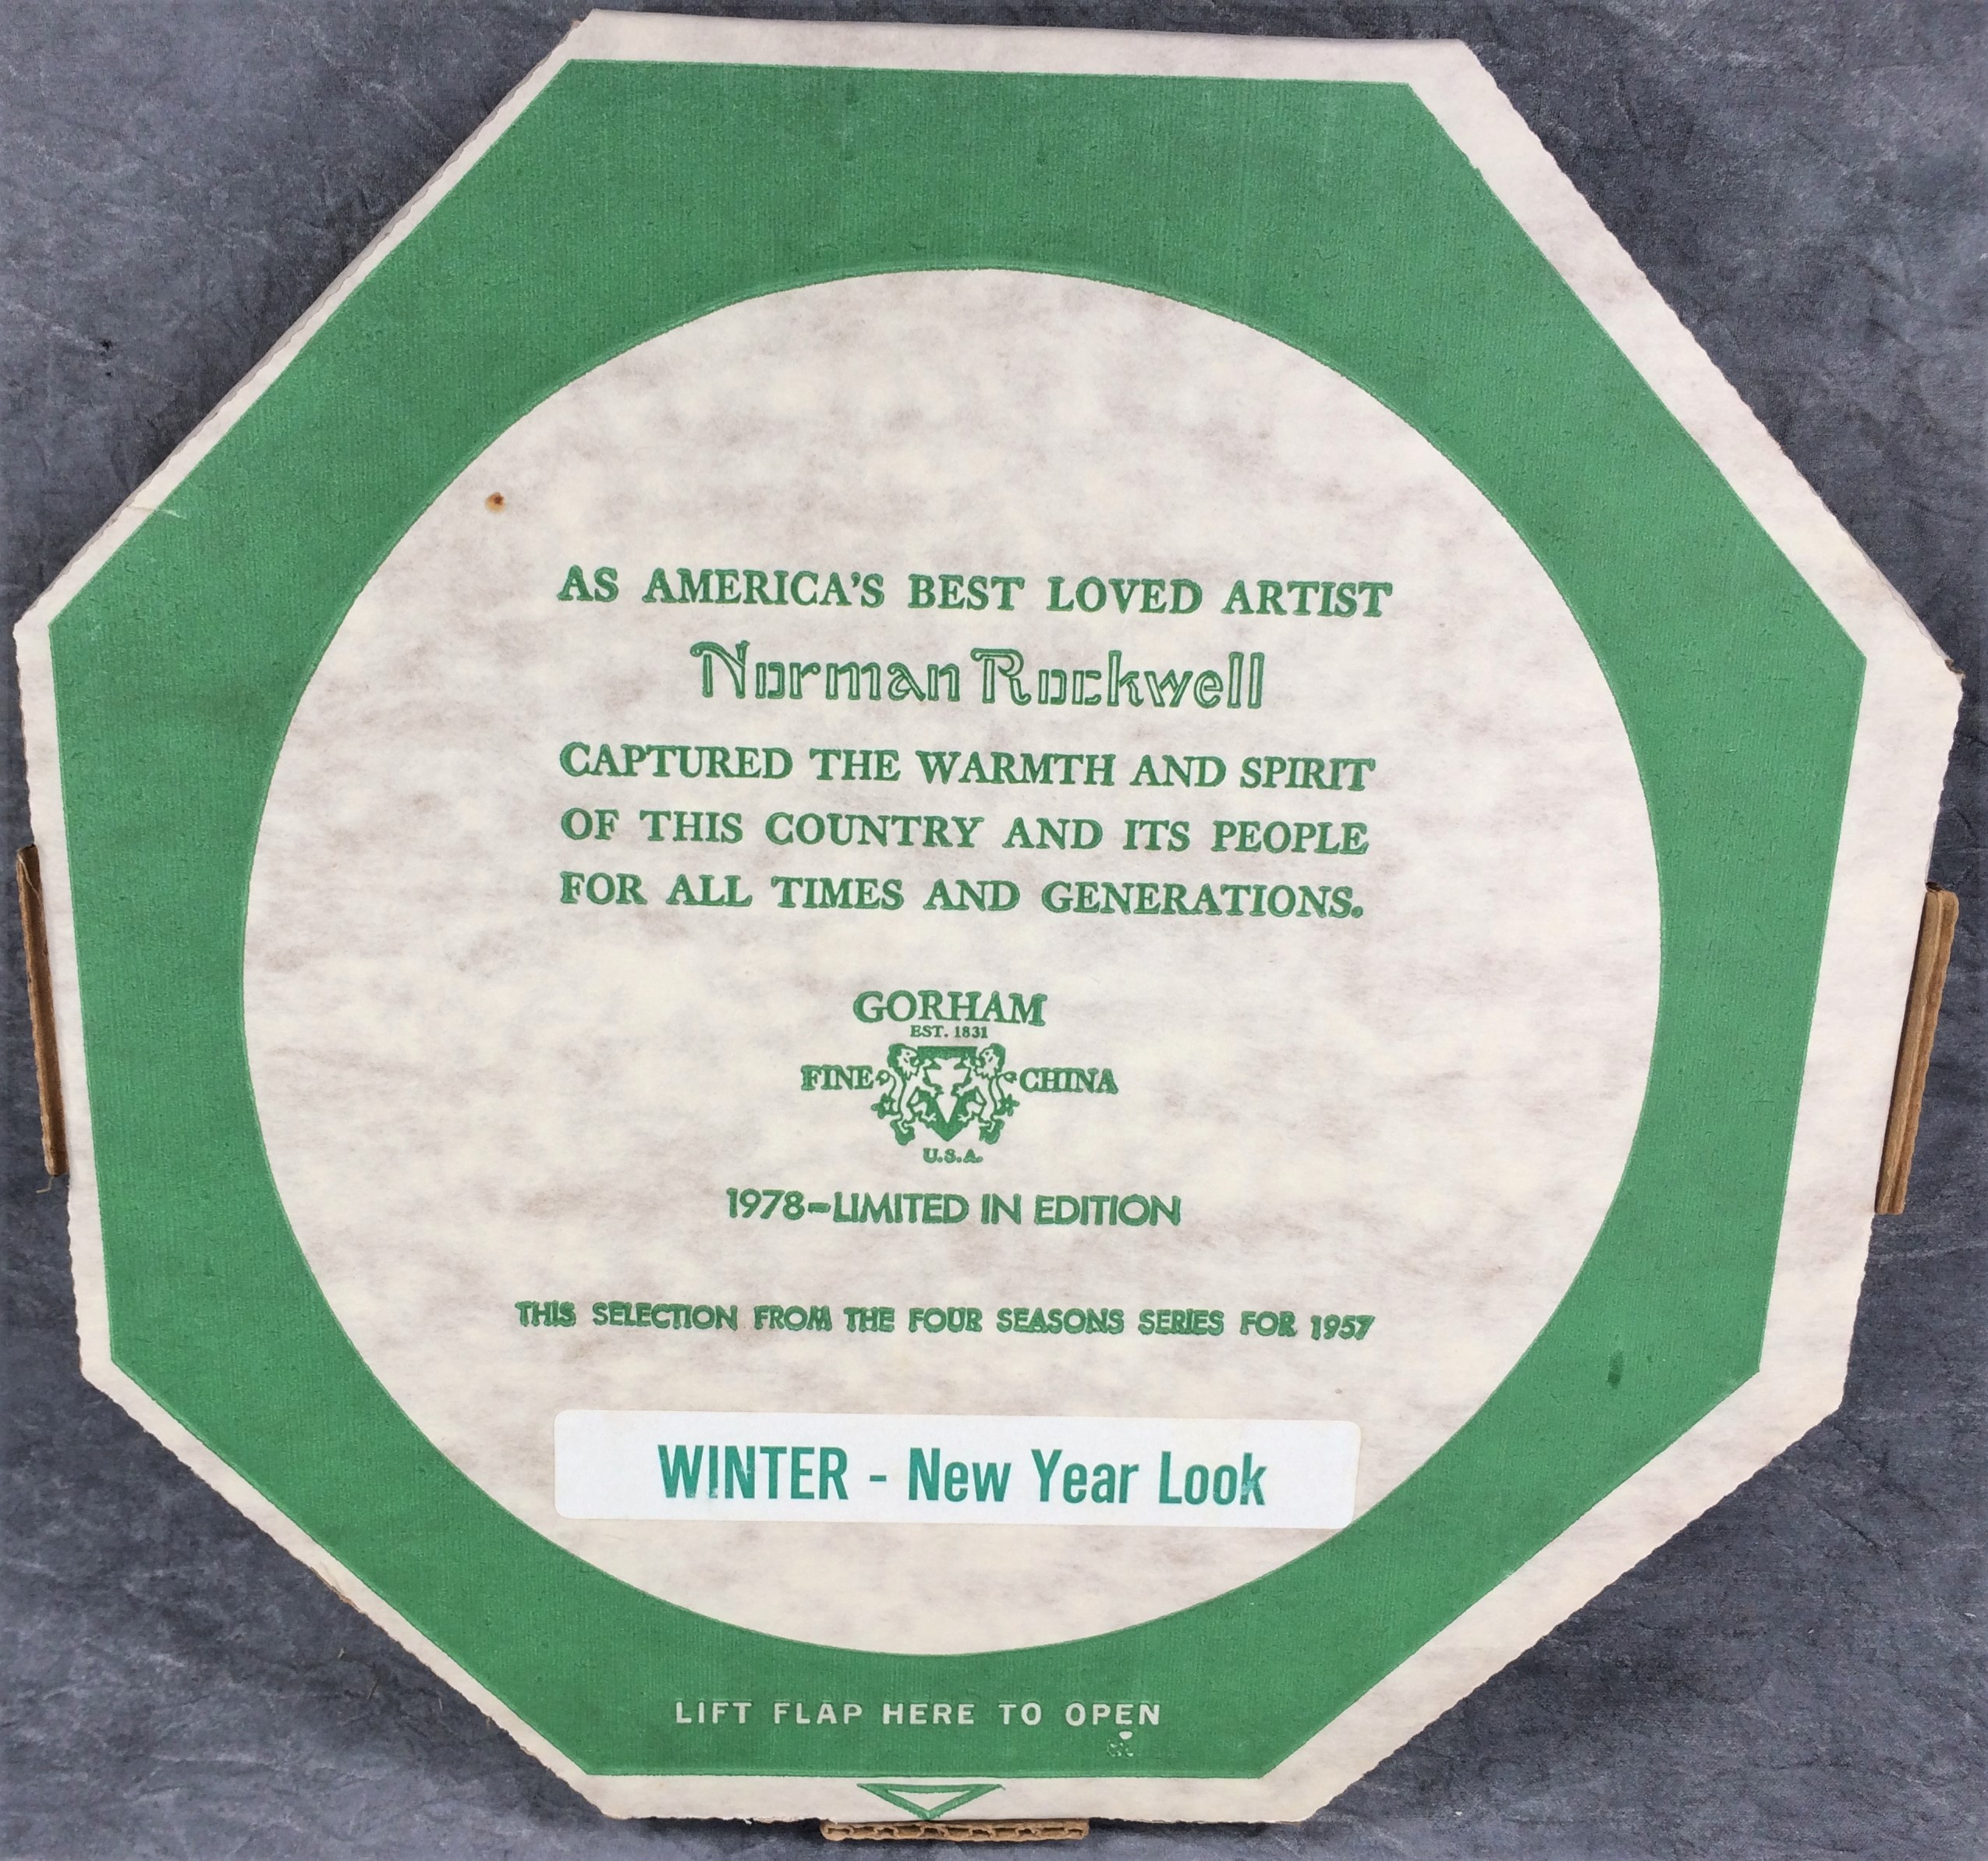 AS AMERICA'S BEST LOVED ARTIST
Norman Rockwell
CAPTURED THE WARMTH AND SPIRIT
OF THIS COUNTRY AND ITS PEOPLE
FOR ALL TIMES AND GENERATIONS.
GORHAM
EST. 1831
FINE CHINA
U.S.A.
1978-LIMITED IN EDITION
THIS SELECTION FROM THE FOUR SEASONS SERIES FOR 1957
WINTER - New Year Look
LIFT FLAP HERE TO OPEN